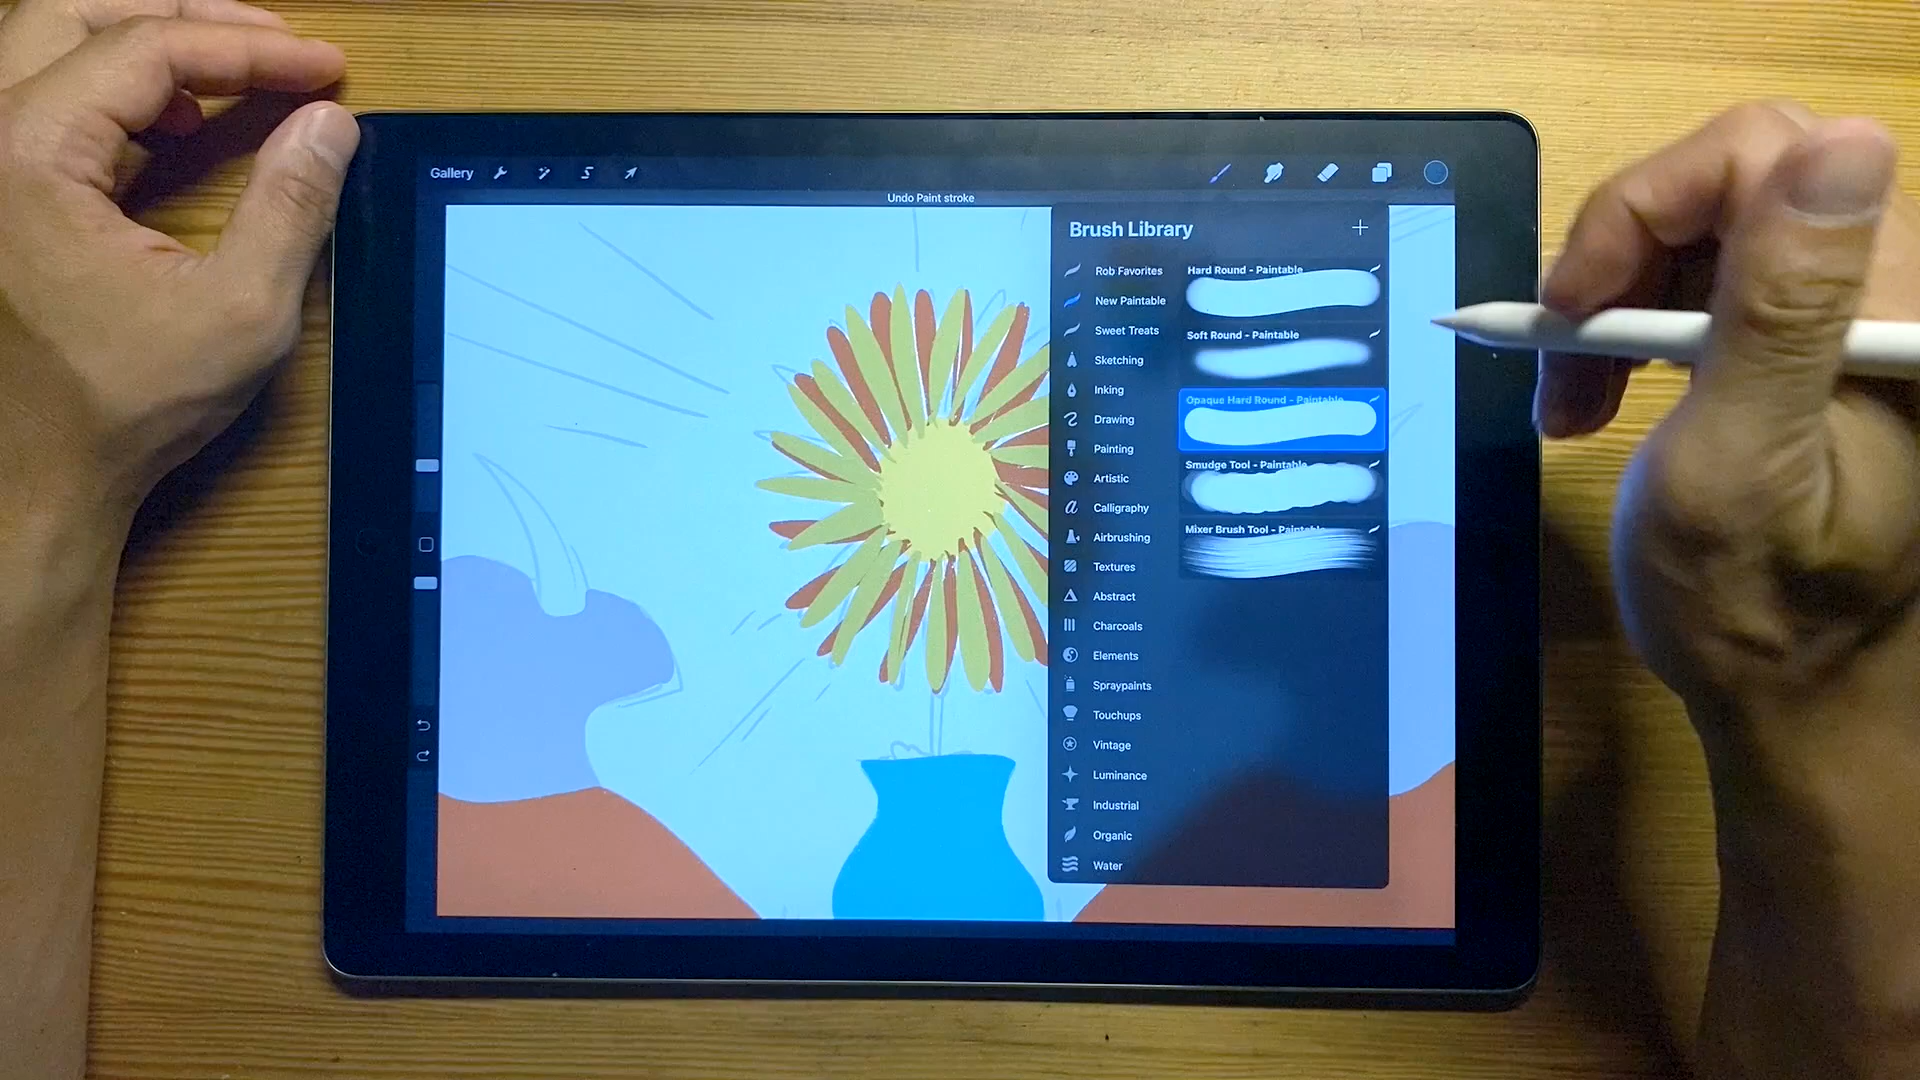 Gallery
Undo Paint stroke
Brush Library
Rob Favorites
New Paintable
Sweet Treats
Sketching
Inking
Drawing
Painting
Artistic
Calligraphy
Airbrushing
Textures
Abstract
Charcoals
Elements
Spraypaints
Touchups
Vintage
Luminance
Industrial
Organic
Water
Hard Round - Paintable
Soft Round - Paintable
Opaque Hard Round - Paintable
Smudge Tool - Paintable
Mixer Brush Tool - Paintable